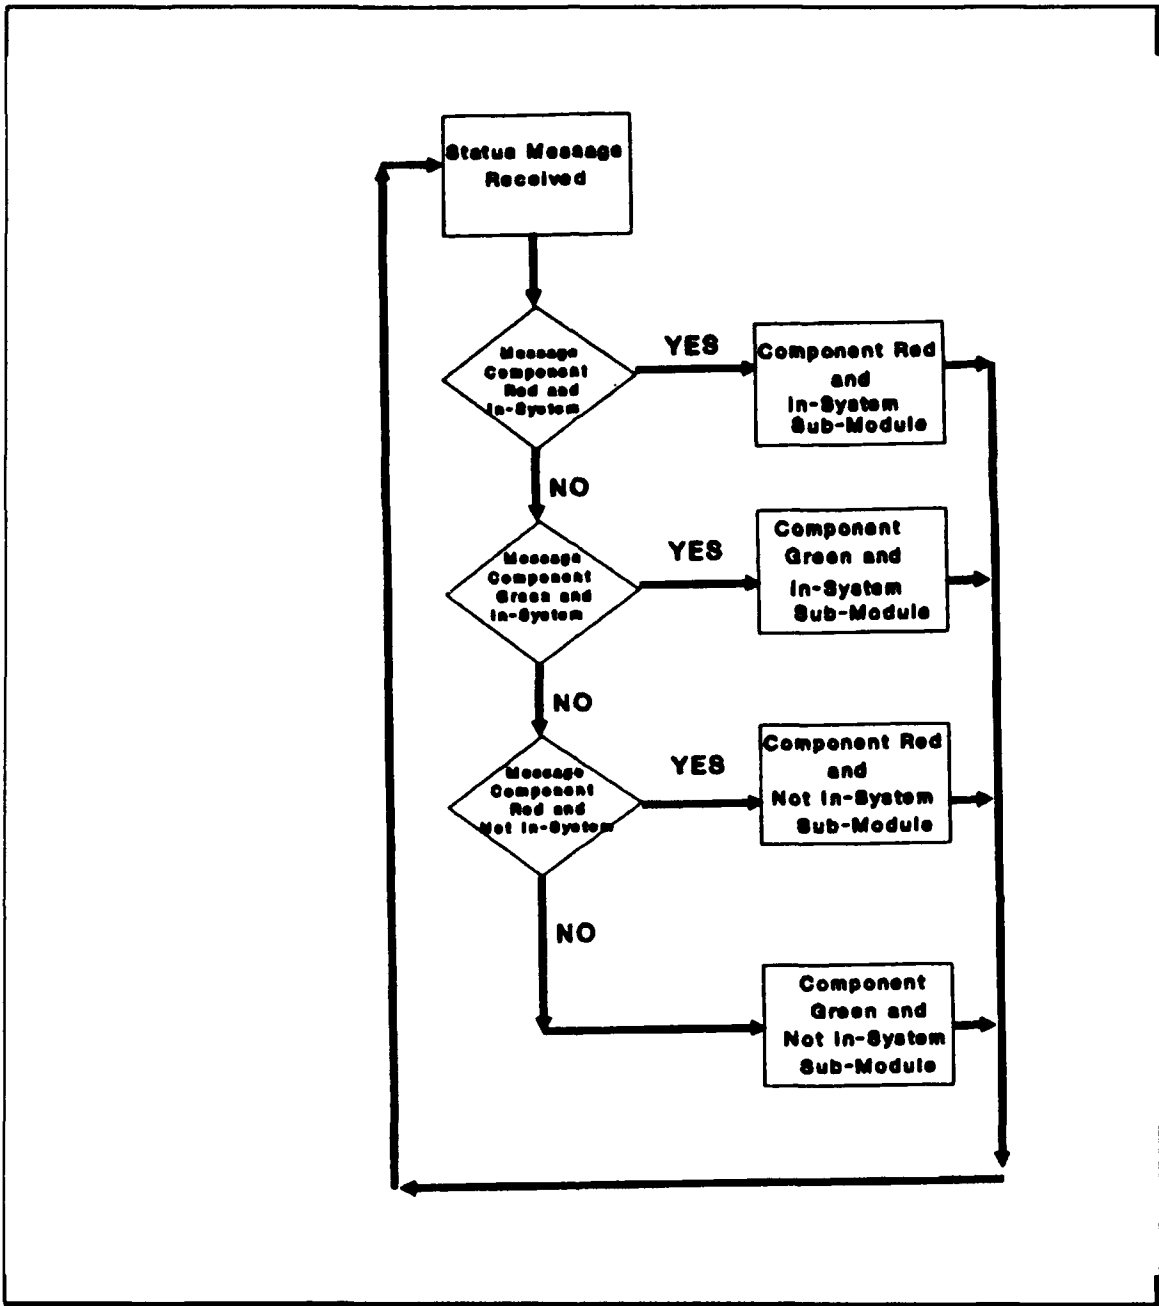 Status Message
Received
Message
Component
Red and
In-System
YES
Component Red
and
In-System
Sub-Module
NO
Message
Component
Green and
In-System
YES
Component
Green and
In-System
Sub-Module
NO
Message
Component
Red and
Not In-System
YES
Component Red
and
Not In-System
Sub-Module
NO
Component
Green and
Not In-System
Sub-Module